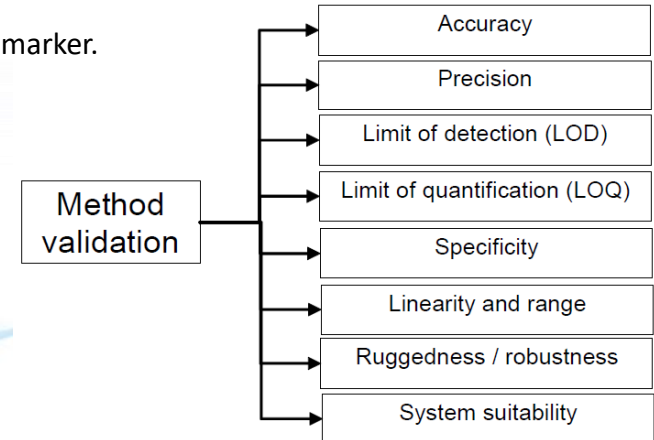 marker.
Method
validation
Accuracy
Precision
Limit of detection (LOD)
Limit of quantification (LOQ)
Specificity
Linearity and range
Ruggedness / robustness
System suitability